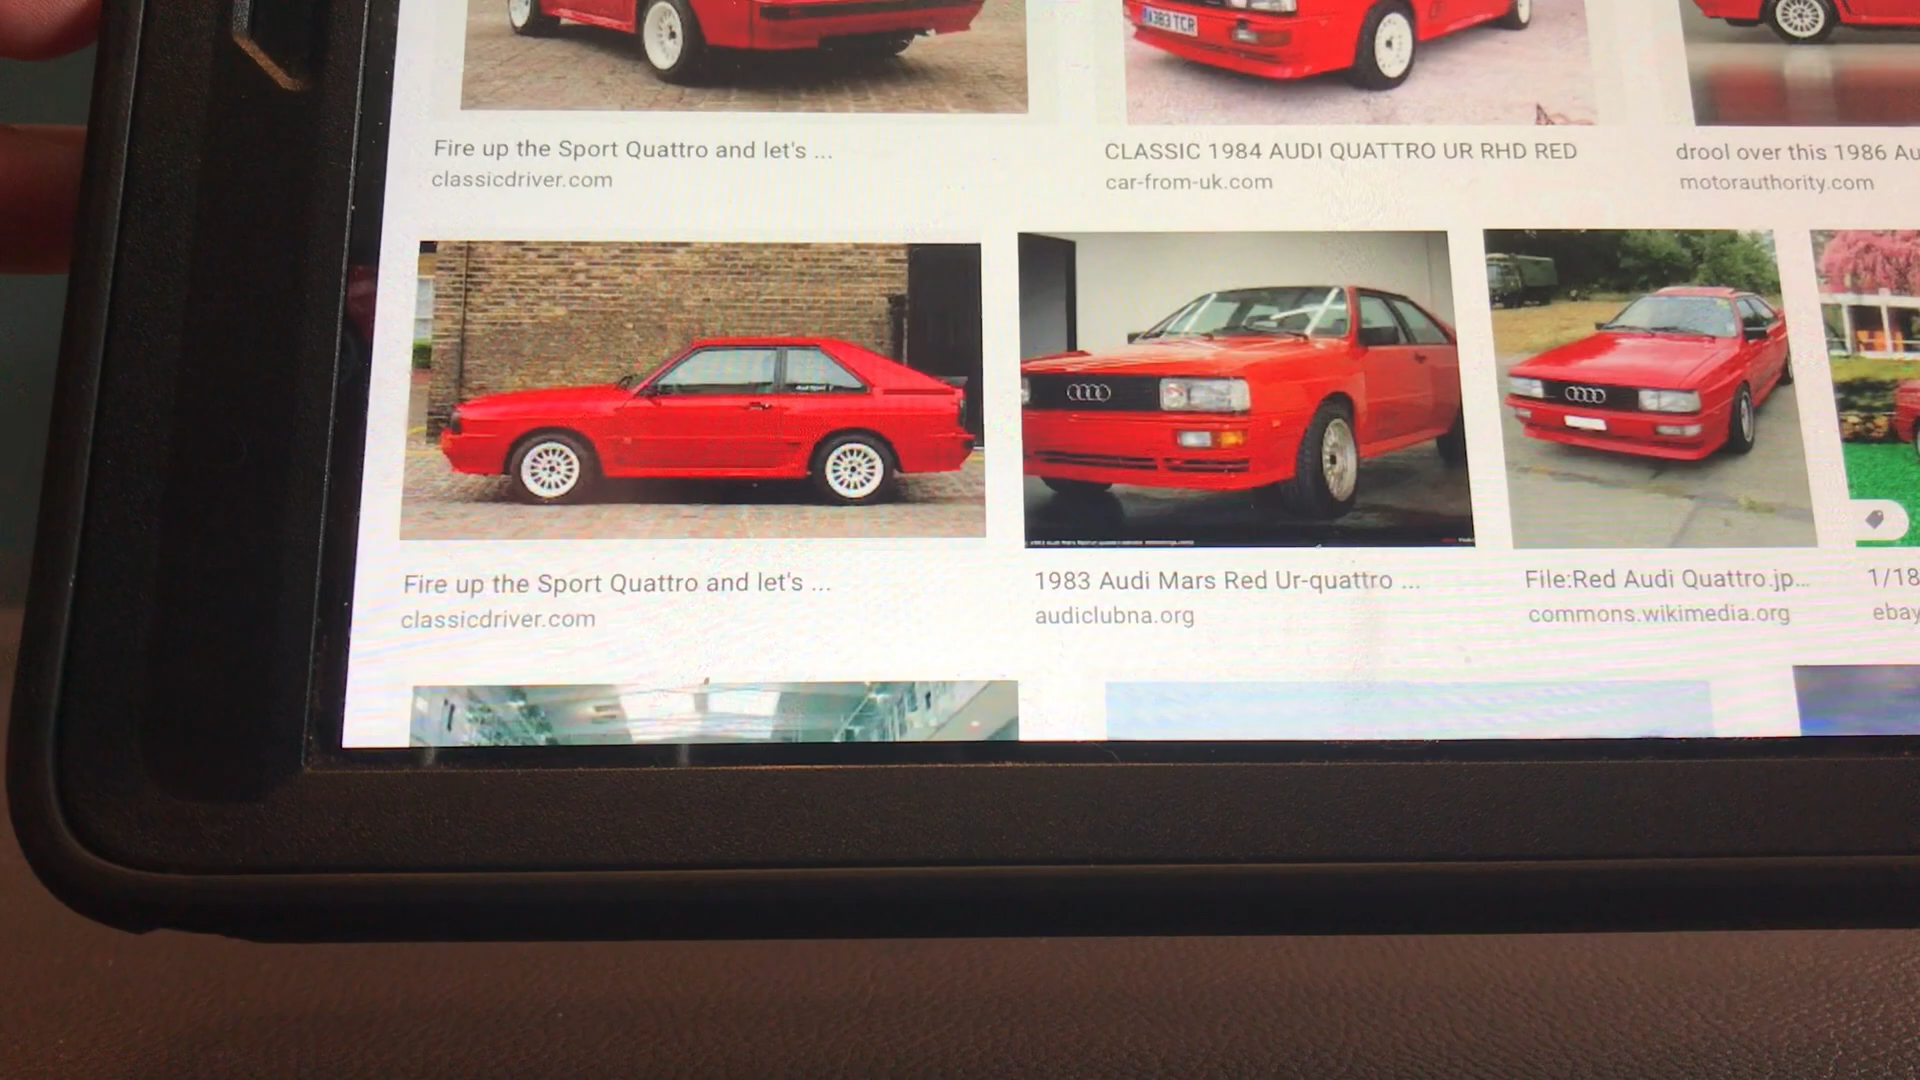 A383 TCR
Fire up the Sport Quattro and let's ...
classicdriver.com
CLASSIC 1984 AUDI QUATTRO UR RHD RED
car-from-uk.com
drool over this 1986 Au
motorauthority.com
Fire up the Sport Quattro and let's ...
classicdriver.com
1983 Audi Mars Red Ur-quattro ...
audiclubna.org
File:Red Audi Quattro.jp...
commons.wikimedia.org
1/18
ebay